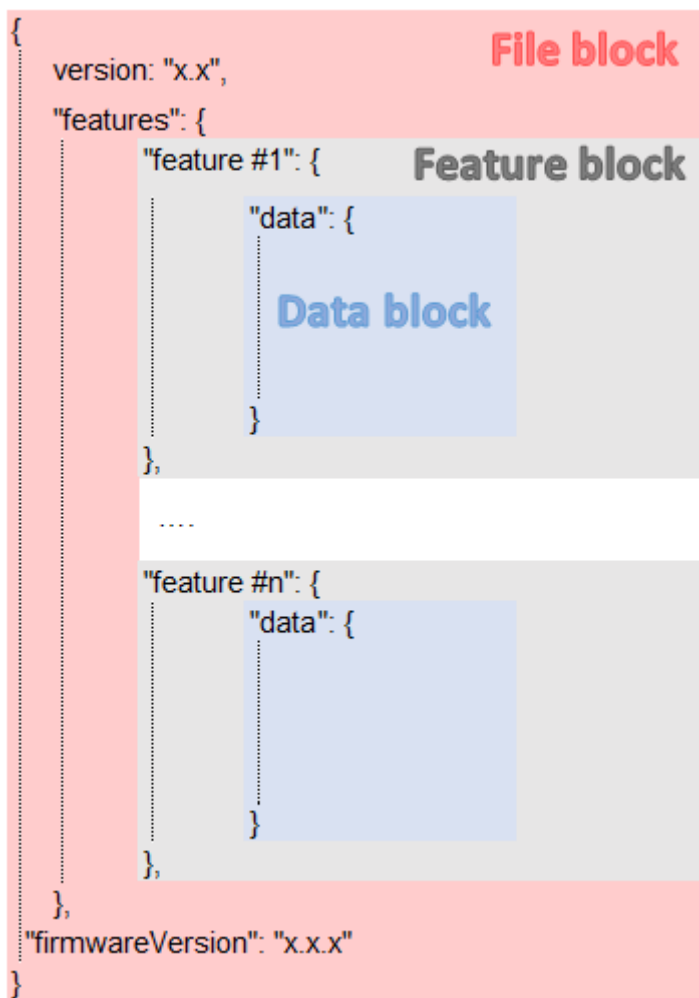 {
File block
version: "x.x",
"features": {
"feature #1": {
Feature block
"data": {
Data block
}
},
....
"feature #n": {
"data": {
}
},
},
"firmwareVersion": "x.x.x"
}